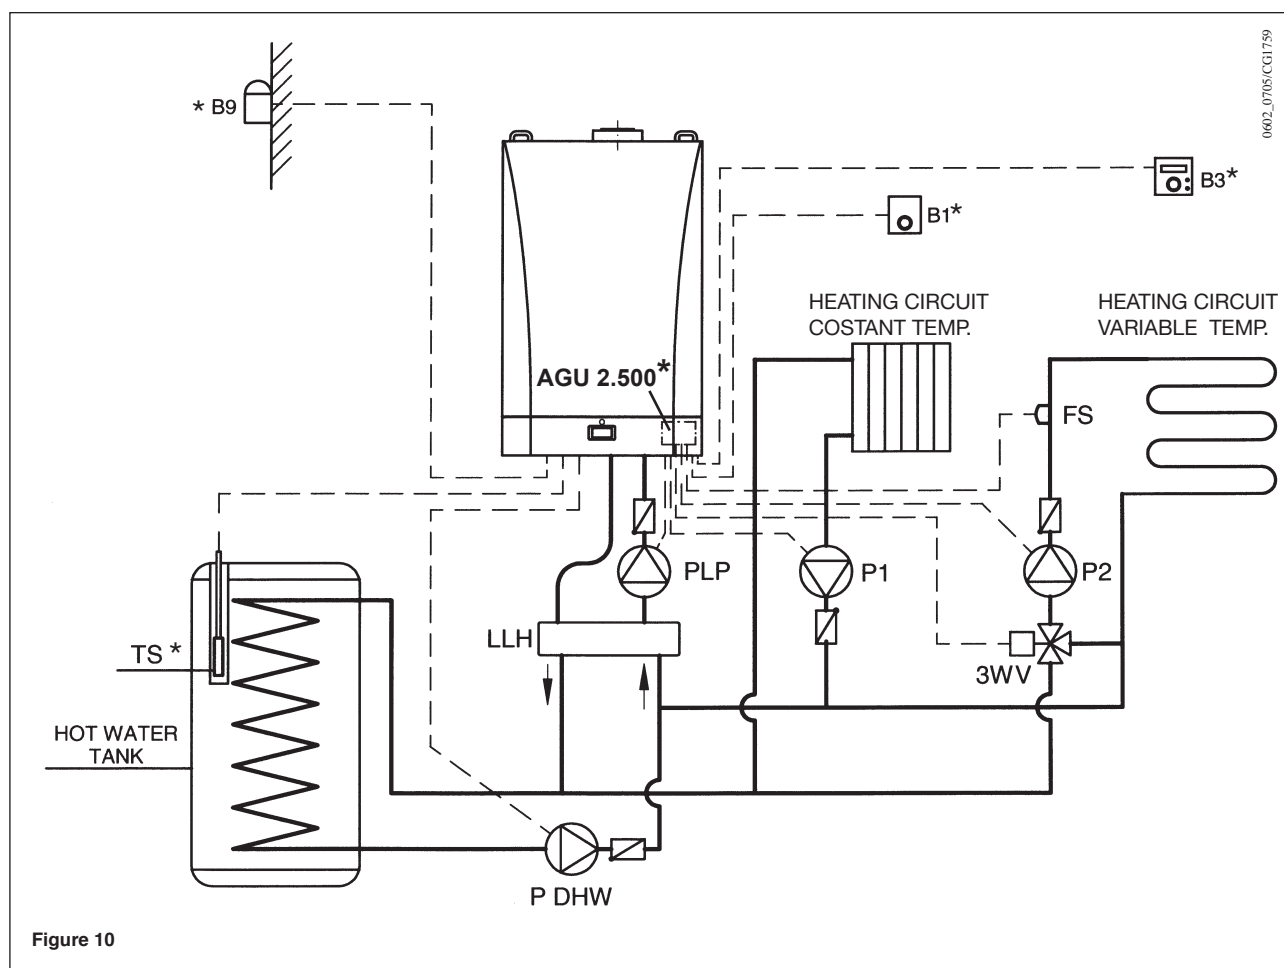 0602_0705/CG1759
* B9
B3*
B1*
HEATING CIRCUIT
COSTANT TEMP.
HEATING CIRCUIT
VARIABLE TEMP.
AGU 2.500*
FS
PLP
P1
P2
LLH
3WV
TS *
HOT WATER
TANK
P DHW
Figure 10